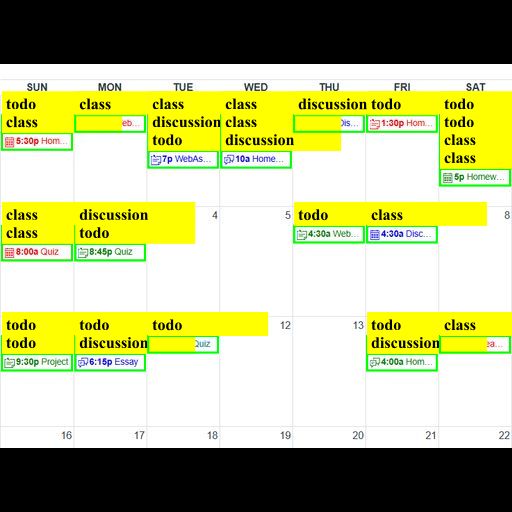 SUN MON TUE WED THU FRI SAT
todo class class class discussion todo todo
class discussion class todo
todo discussion class
class
5:30p Hom... eb... 7p WebAs... 10a Home... Dis... 1:30p Hom... 5p Homew...
class discussion 4 5 todo class 8
class todo
8:00a Quiz 8:45p Quiz 4:30a Web... 4:30a Disc...
todo todo todo 12 13 todo class
todo discussion discussion
9:30p Project 6:15p Essay Quiz 4:00a Hom... ea...
16 17 18 19 20 21 22